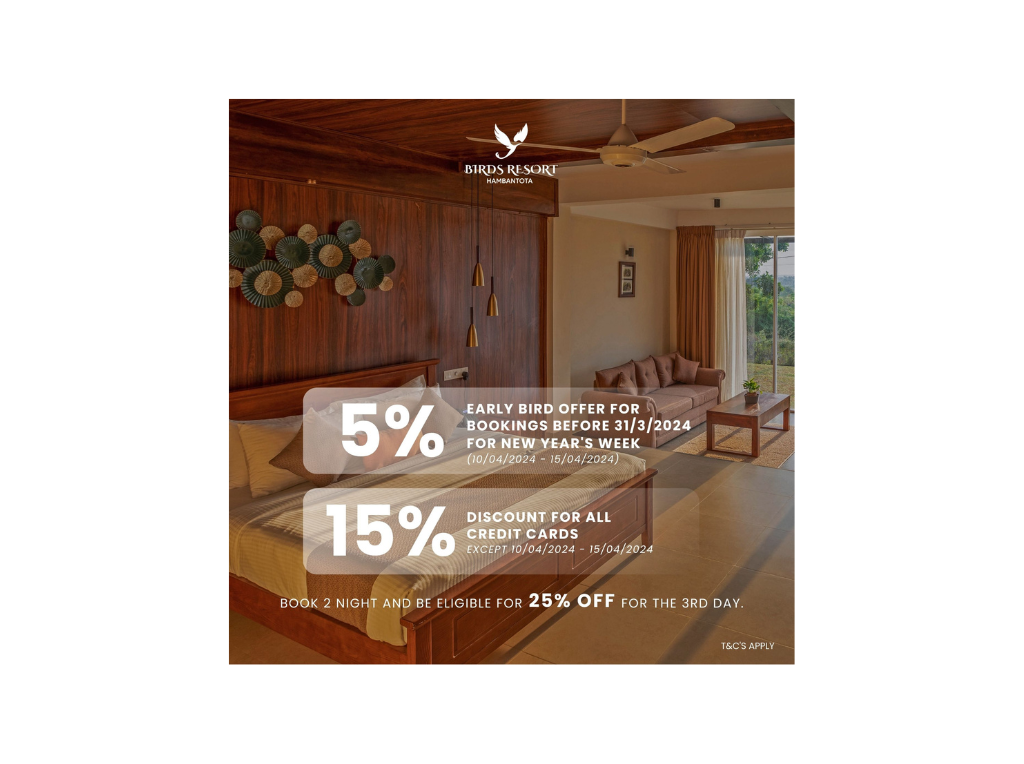 BIRDS RESORT
HAMBANTOTA
5%
EARLY BIRD OFFER FOR
BOOKINGS BEFORE 31/3/2024
FOR NEW YEAR'S WEEK
(10/04/2024 - 15/04/2024)
15%
DISCOUNT FOR ALL
CREDIT CARDS
EXCEPT 10/04/2024 - 15/04/2024
BOOK 2 NIGHT AND BE ELIGIBLE FOR 25% OFF FOR THE 3RD DAY.
T&C'S APPLY